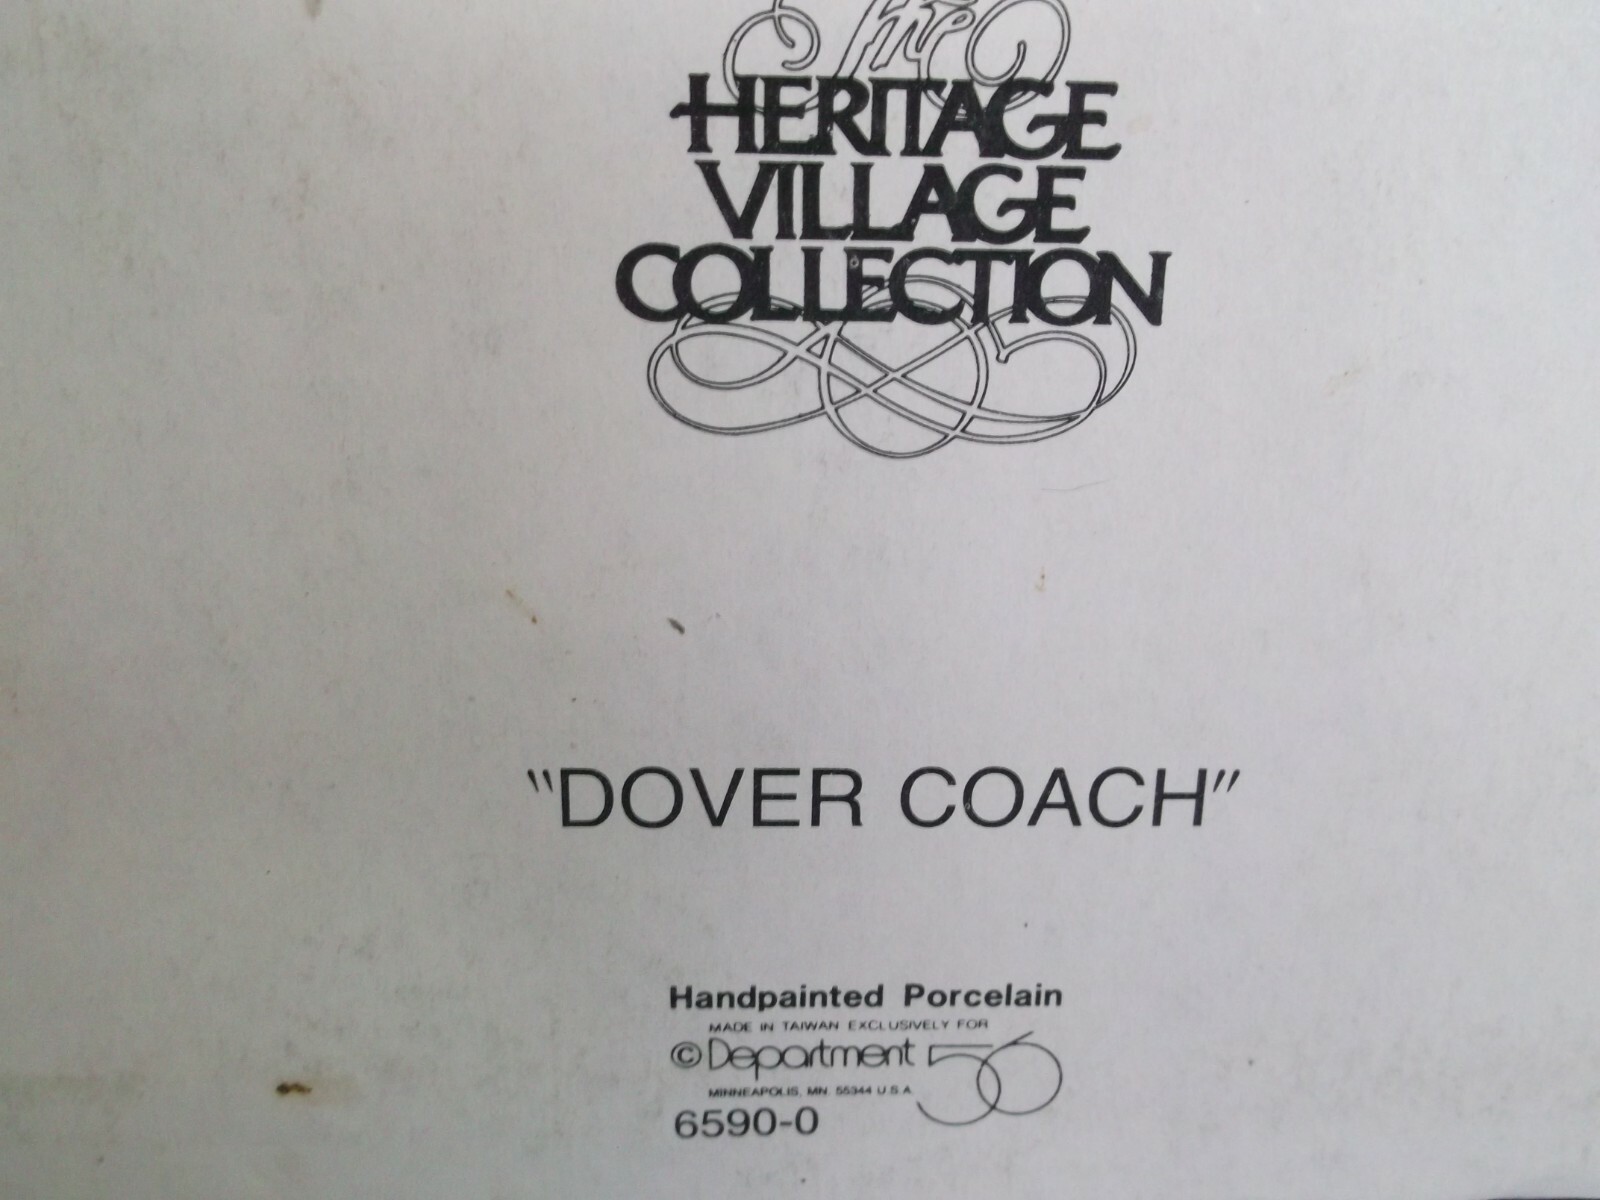 The
HERITAGE
VILLAGE
COLLECTION
"DOVER COACH"
Handpainted Porcelain
MADE IN TAIWAN EXCLUSIVELY FOR
© Department 56
MINNEAPOLIS, MN 55344 U.S.A.
6590-0